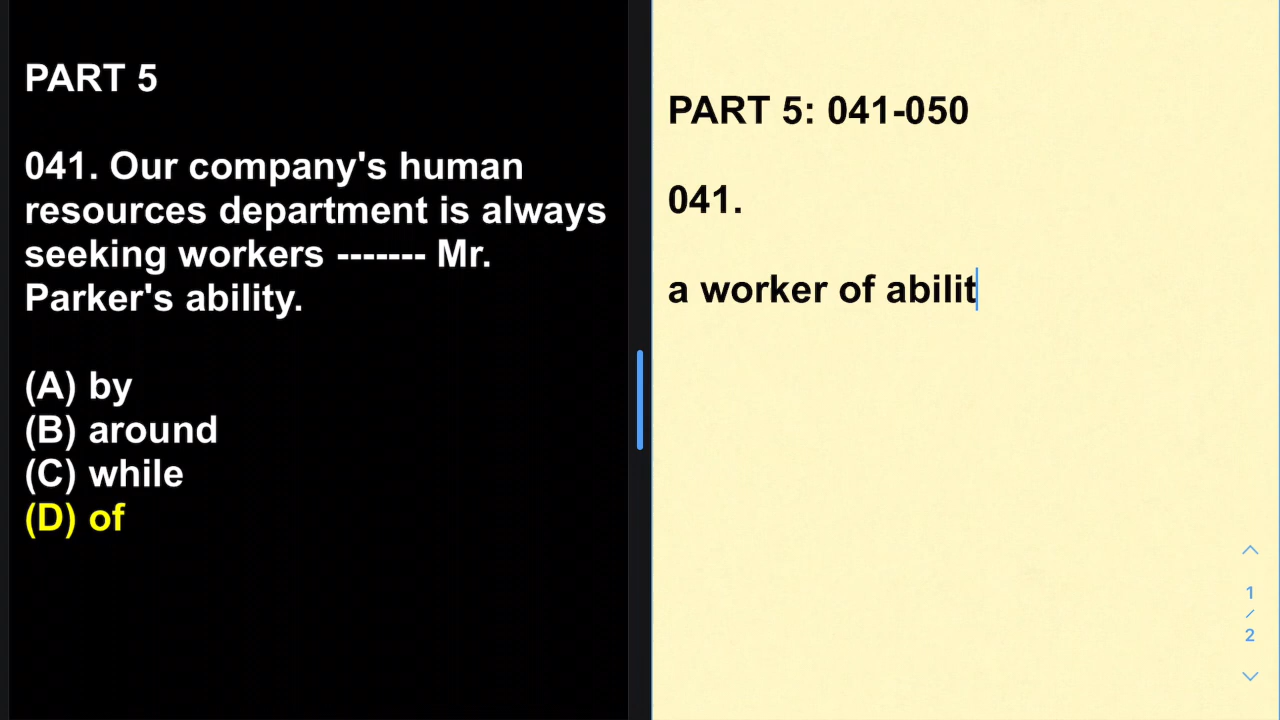 PART 5
041. Our company's human
resources department is always
seeking workers ------- Mr.
Parker's ability.
(A) by
(B) around
(C) while
(D) of
PART 5: 041-050
041.
a worker of abilit
1
/
2